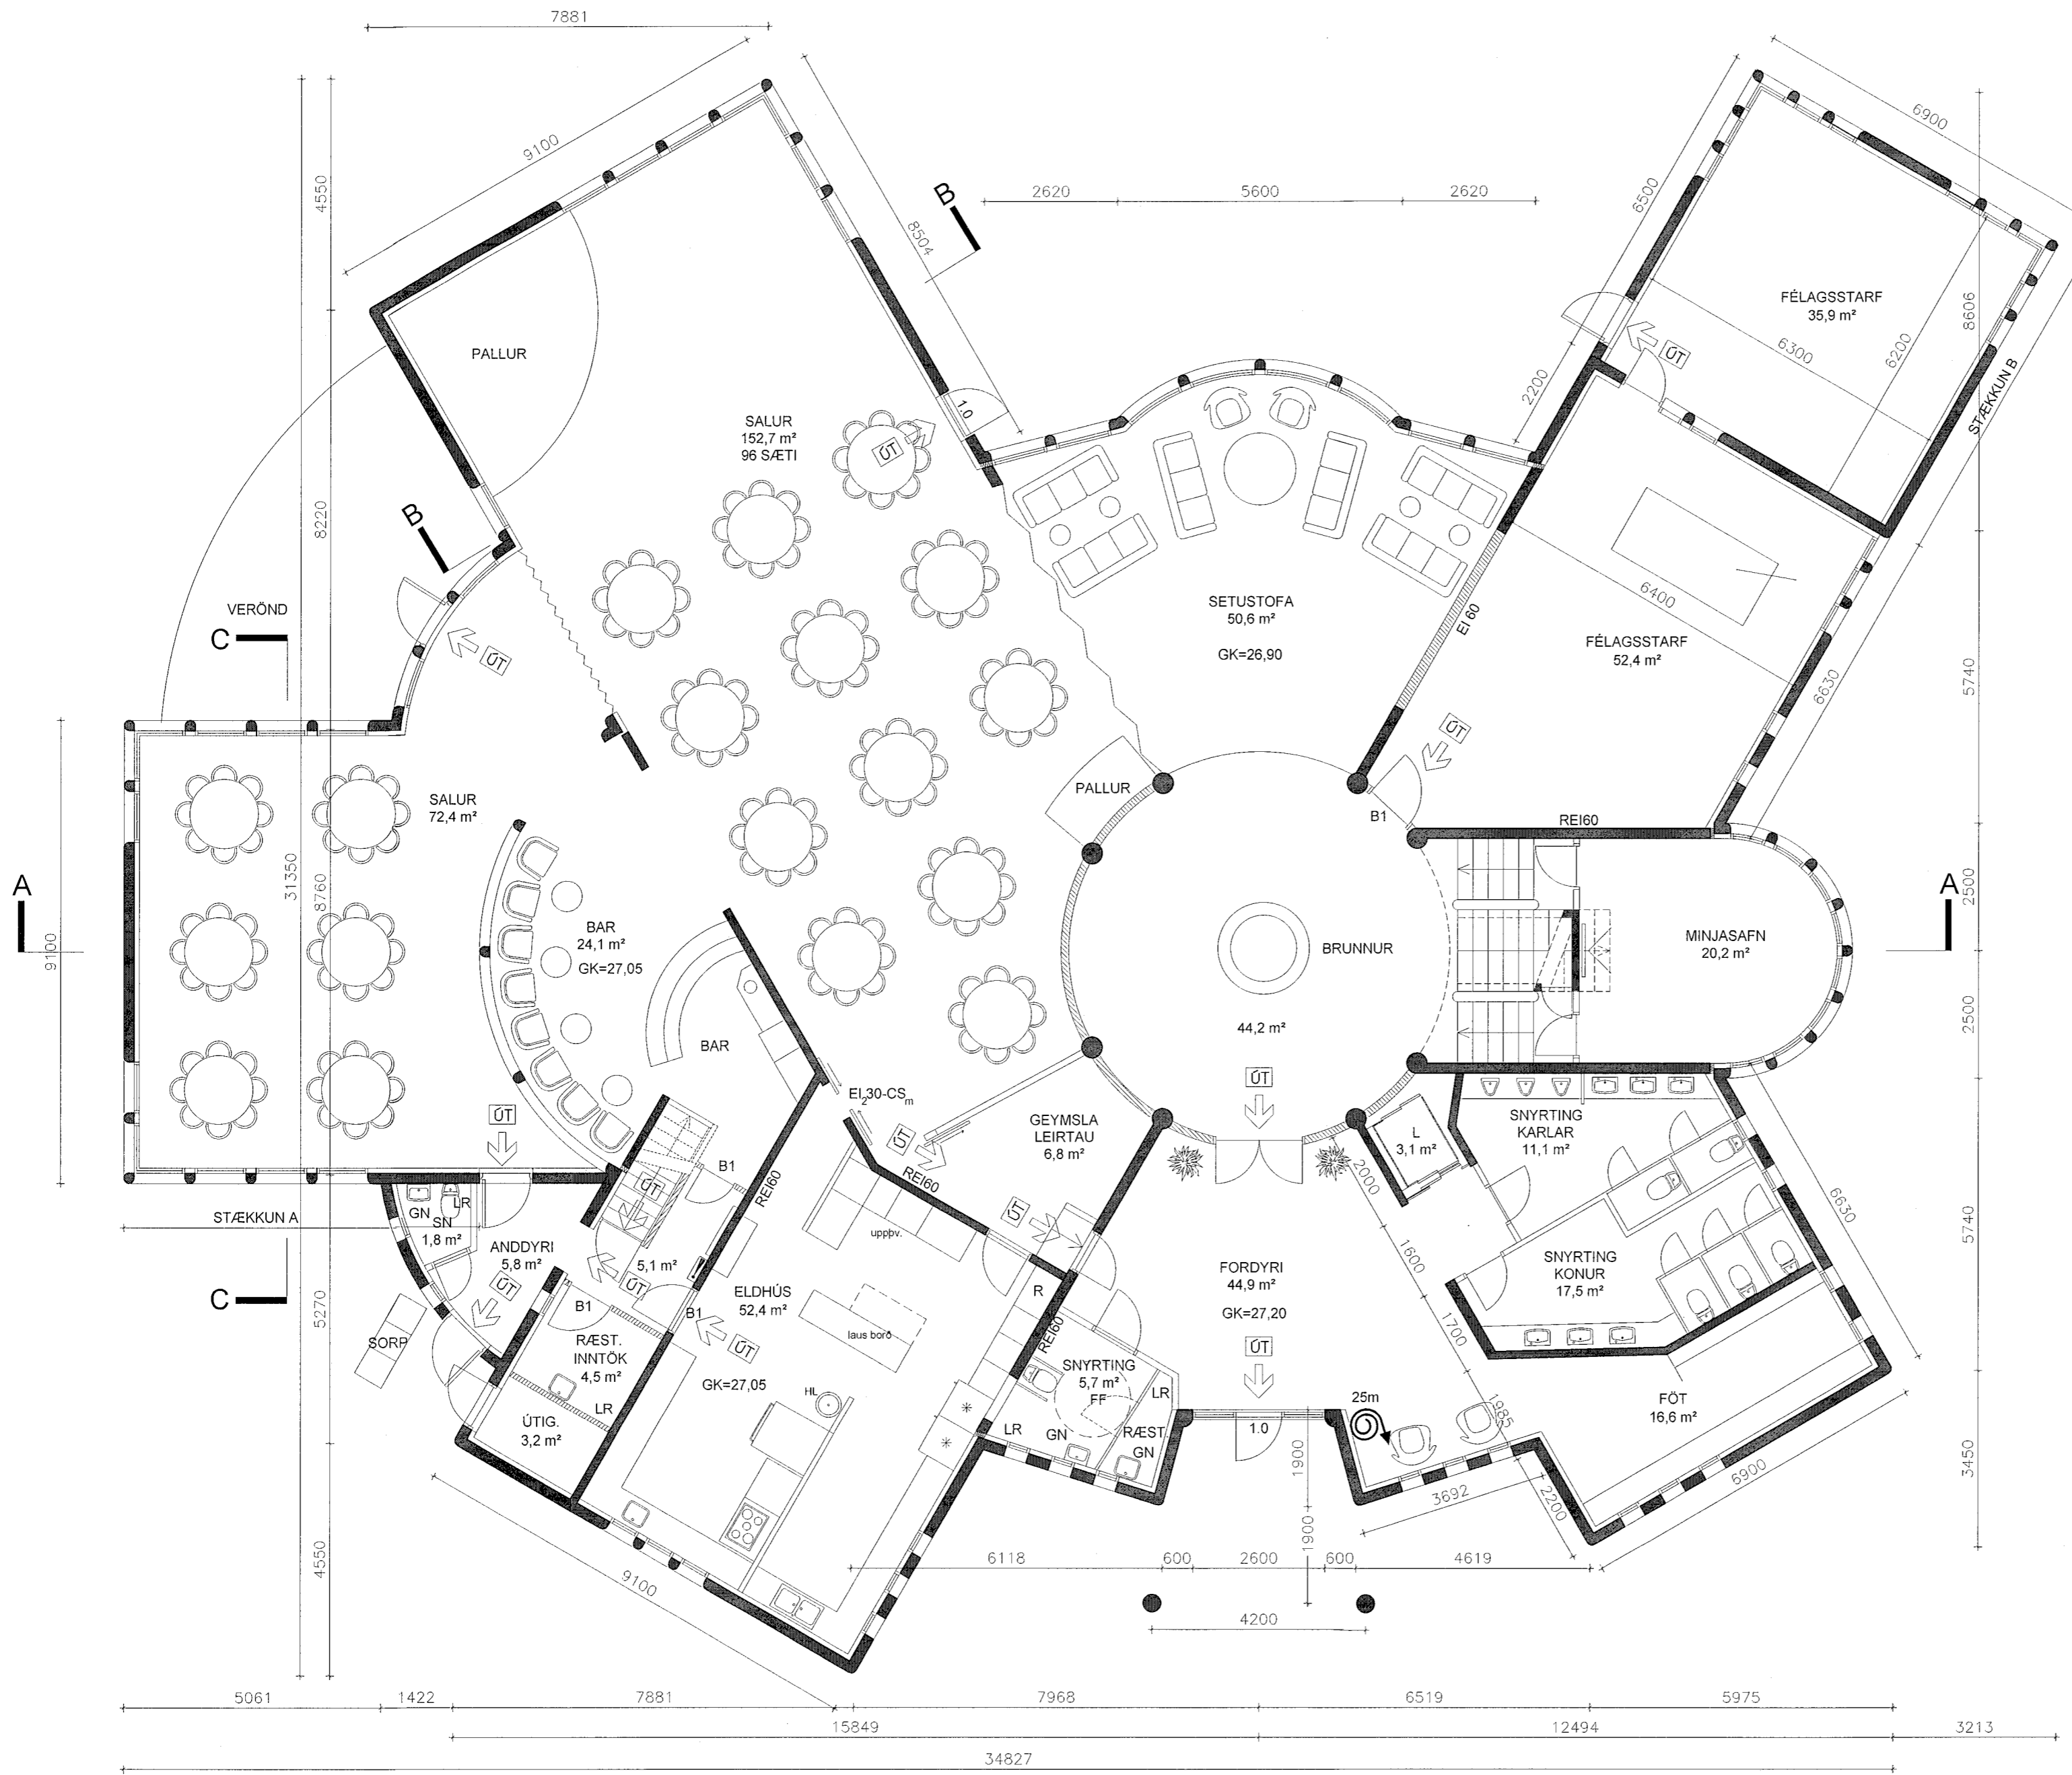 7881
9100
4550
8504
B
2620
5600
2620
6500
6900
FÉLAGSSTARF
35,9 m²
8606
6300
6200
ÚT
2200
STÆKKUN B
PALLUR
1.0
SALUR
152,7 m²
96 SÆTI
ÚT
8220
B
VERÖND
C
ÚT
SETUSTOFA
50,6 m²
GK=26,90
EI 60
6400
FÉLAGSSTARF
52,4 m²
5740
6630
ÚT
PALLUR
B1
REI60
SALUR
72,4 m²
31350
8760
A
9100
BAR
24,1 m²
GK=27,05
BAR
BRUNNUR
44,2 m²
ÚT
MINJASAFN
20,2 m²
2500
2500
A
EI₂30-CSₘ
ÚT
REI60
GEYMSLA
LEIRTAU
6,8 m²
L
3,1 m²
SNYRTING
KARLAR
11,1 m²
2000
6630
5740
ÚT
B1
ÚT
REI60
STÆKKUN A
GN
LR
SN
1,8 m²
ANDDYRI
5,8 m²
5,1 m²
ÚT
ÚT
C
5270
SORP
B1
RÆST.
INNTÖK
4,5 m²
LR
ÚTIG.
3,2 m²
B1
ÚT
ELDHÚS
52,4 m²
GK=27,05
uppþv.
laus borð
HL
ÚT
R
REI60
SNYRTING
5,7 m²
FF
LR
LR
GN
RÆST.
GN
FORDYRI
44,9 m²
GK=27,20
ÚT
1.0
1600
1700
1985
SNYRTING
KONUR
17,5 m²
25m
FÖT
16,6 m²
3450
6900
3692
2200
1900
1900
4550
9100
6118
600
2600
600
4619
4200
5061
1422
7881
7968
6519
5975
15849
12494
3213
34827